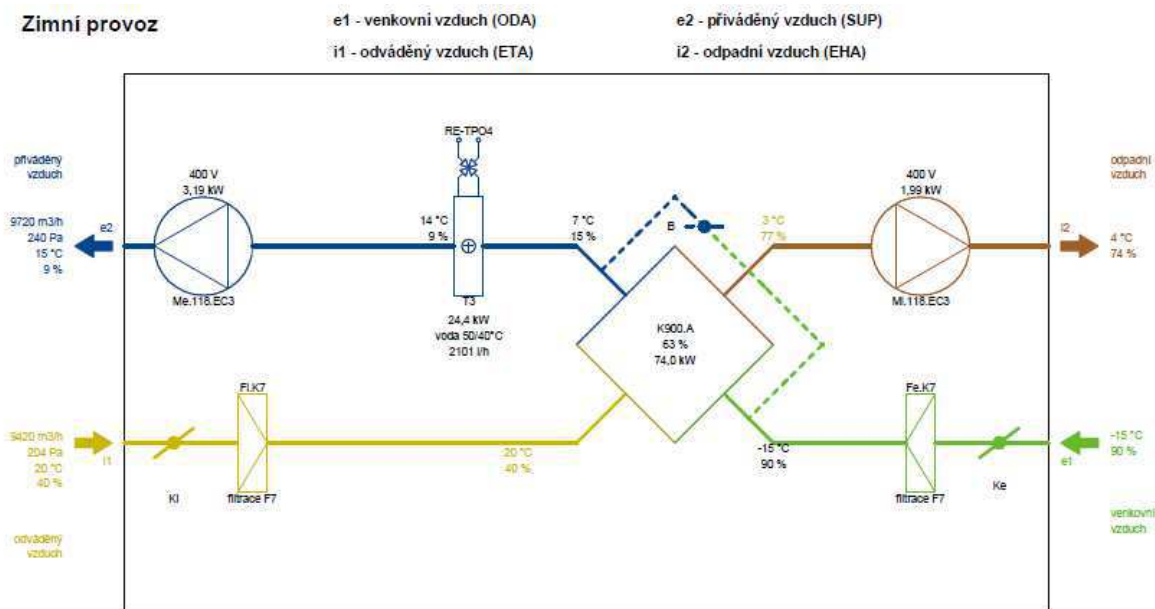 Zimní provoz
e1 - venkovní vzduch (ODA)
e2 - přiváděný vzduch (SUP)
i1 - odváděný vzduch (ETA)
i2 - odpadní vzduch (EHA)
RE-TPO4
přiváděný
vzduch
400 V
3,19 kW
400 V
1,99 kW
odpadní
vzduch
9720 m3/h
240 Pa
15 °C
9 %
e2
14 °C
9 %
7 °C
15 %
B
3 °C
77 %
i2
4 °C
74 %
Me.118.EC3
T3
Mi.118.EC3
24,4 kW
voda 50/40°C
2101 l/h
K900.A
63 %
74,0 kW
Fi.K7
Fe.K7
9420 m3/h
204 Pa
20 °C
40 %
i1
20 °C
40 %
-15 °C
90 %
-15 °C
90 %
e1
Ki
filtrace F7
filtrace F7
Ke
odváděný
vzduch
venkovní
vzduch